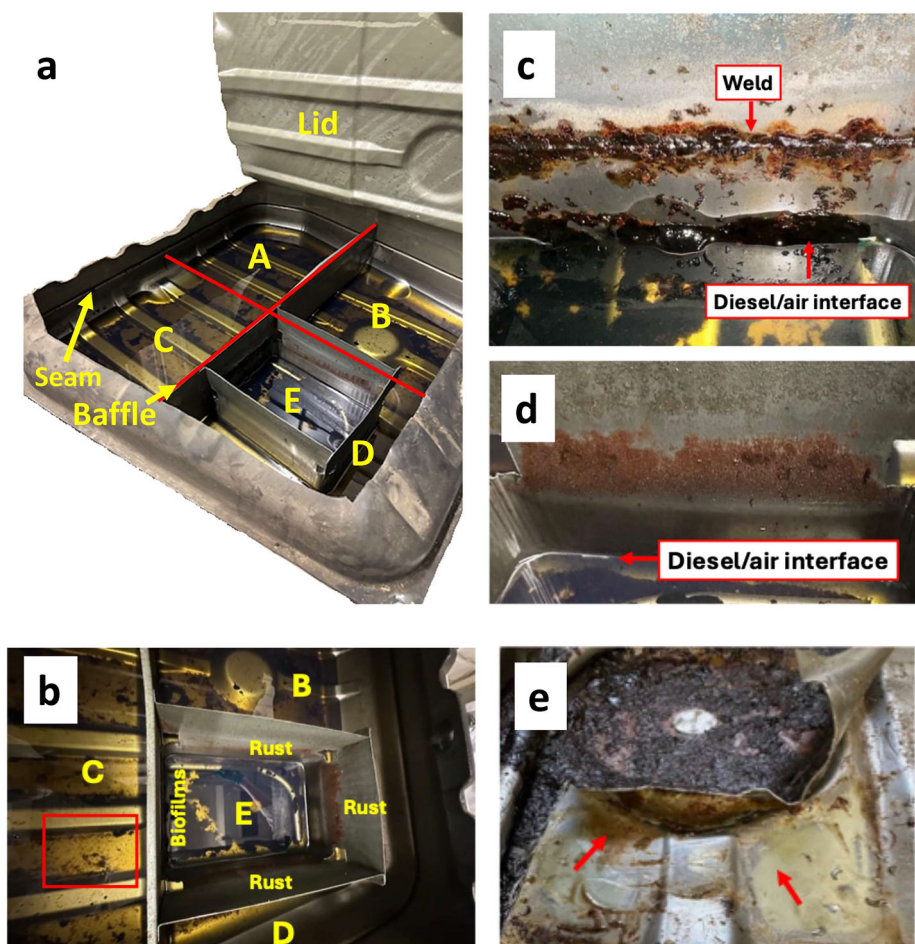 a
Lid
A
B
C
Seam
Baffle
E
D
c
Weld
Diesel/air interface
d
Diesel/air interface
b
B
Rust
C
Biofilms
E
Rust
Rust
D
e